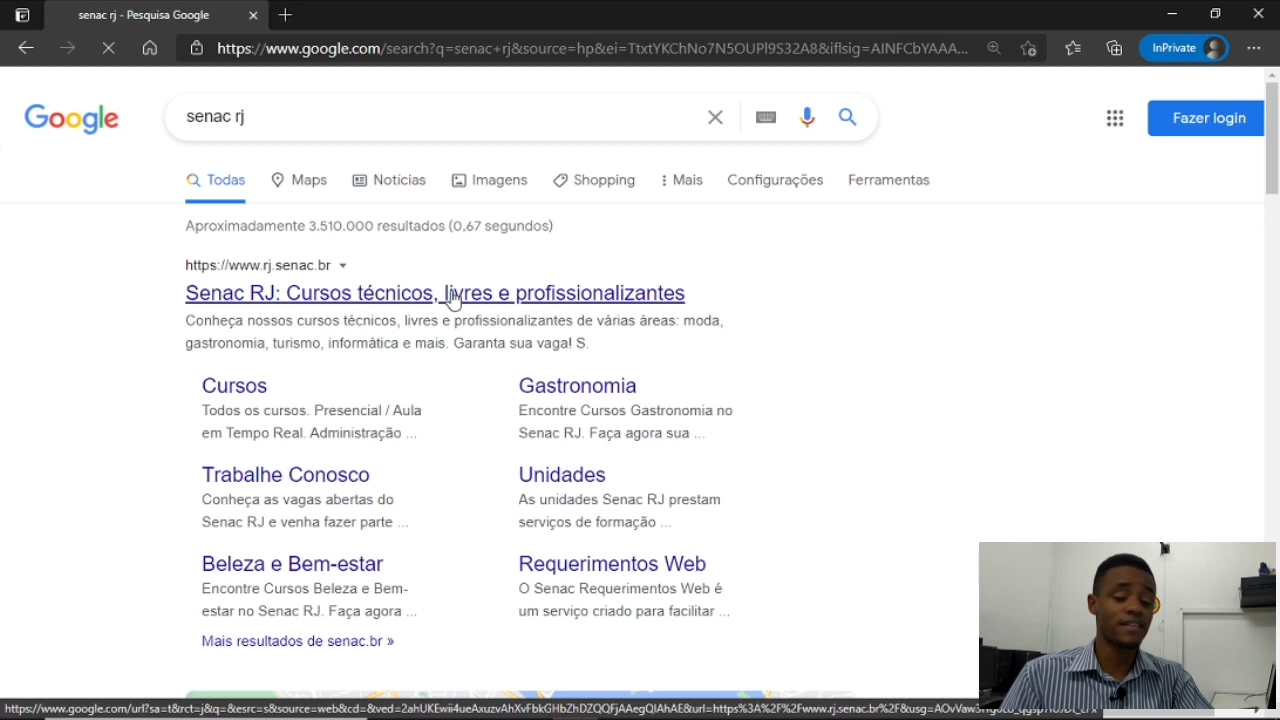 senac rj - Pesquisa Google
https://www.google.com/search?q=senac+rj&source=hp&ei=TtxtYKChNo7N5OUPl9S32A8&iflsig=AINFCbYAAA...
InPrivate
Google
senac rj
Fazer login
Todas
Maps
Notícias
Imagens
Shopping
Mais
Configurações
Ferramentas
Aproximadamente 3.510.000 resultados (0,67 segundos)
https://www.rj.senac.br
Senac RJ: Cursos técnicos, livres e profissionalizantes
Conheça nossos cursos técnicos, livres e profissionalizantes de várias áreas: moda,
gastronomia, turismo, informática e mais. Garanta sua vaga! S.
Cursos
Todos os cursos. Presencial / Aula
em Tempo Real. Administração ...
Gastronomia
Encontre Cursos Gastronomia no
Senac RJ. Faça agora sua ...
Trabalhe Conosco
Conheça as vagas abertas do
Senac RJ e venha fazer parte ...
Unidades
As unidades Senac RJ prestam
serviços de formação ...
Beleza e Bem-estar
Encontre Cursos Beleza e Bem-
estar no Senac RJ. Faça agora ...
Requerimentos Web
O Senac Requerimentos Web é
um serviço criado para facilitar ...
Mais resultados de senac.br »